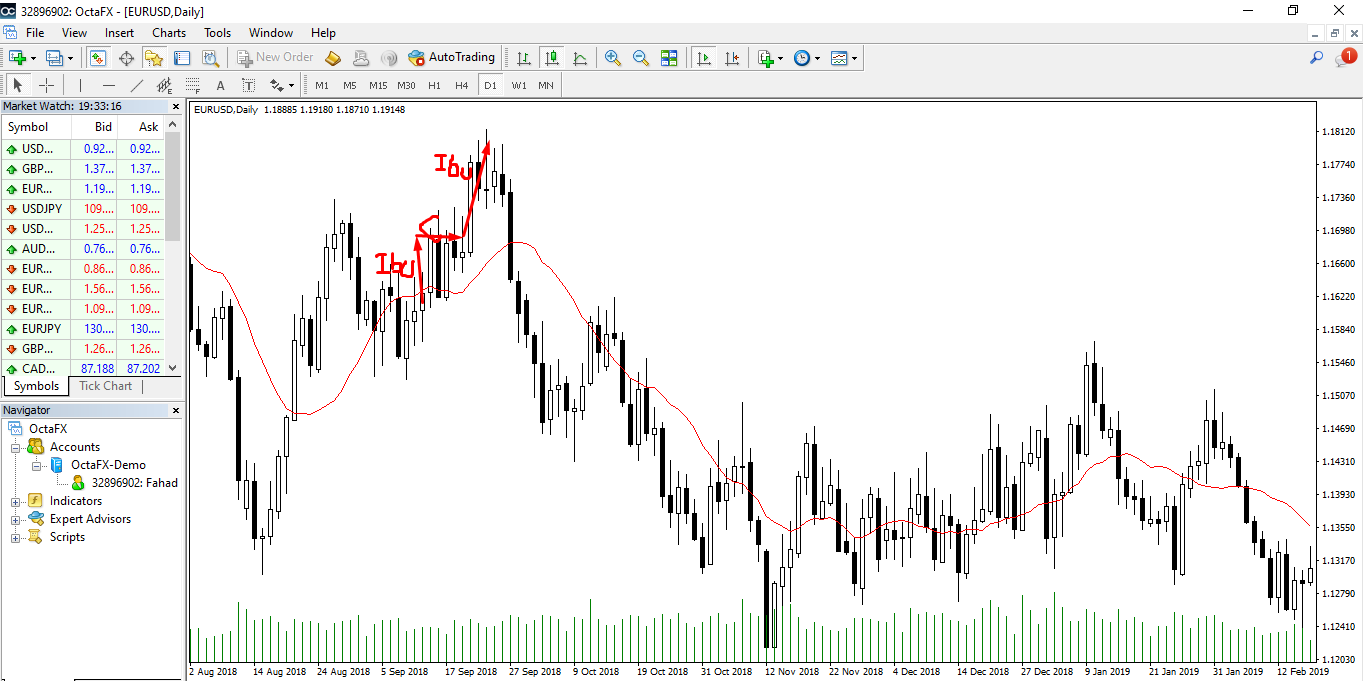 32896902: OctaFX - [EURUSD,Daily]
File View Insert Charts Tools Window Help
New Order AutoTrading 1
A T M1 M5 M15 M30 H1 H4 D1 W1 MN
Market Watch: 19:33:16
Symbol Bid Ask
USD... 0.92... 0.92...
GBP... 1.37... 1.37...
EUR... 1.19... 1.19...
USDJPY 109.... 109....
USD... 1.25... 1.25...
AUD... 0.76... 0.76...
EUR... 0.86... 0.86...
EUR... 1.56... 1.56...
EUR... 1.09... 1.09...
EURJPY 130.... 130....
GBP... 1.26... 1.26...
CAD... 87.188 87.202
Symbols Tick Chart
Navigator
OctaFX
Accounts
OctaFX-Demo
32896902: Fahad
Indicators
Expert Advisors
Scripts
EURUSD,Daily 1.18885 1.19180 1.18710 1.19148
Ibu
Ibu
C
1.18120
1.17740
1.17360
1.16980
1.16600
1.16220
1.15840
1.15460
1.15070
1.14690
1.14310
1.13930
1.13550
1.13170
1.12790
1.12410
1.12030
2 Aug 2018 14 Aug 2018 24 Aug 2018 5 Sep 2018 17 Sep 2018 27 Sep 2018 9 Oct 2018 19 Oct 2018 31 Oct 2018 12 Nov 2018 22 Nov 2018 4 Dec 2018 14 Dec 2018 27 Dec 2018 9 Jan 2019 21 Jan 2019 31 Jan 2019 12 Feb 2019